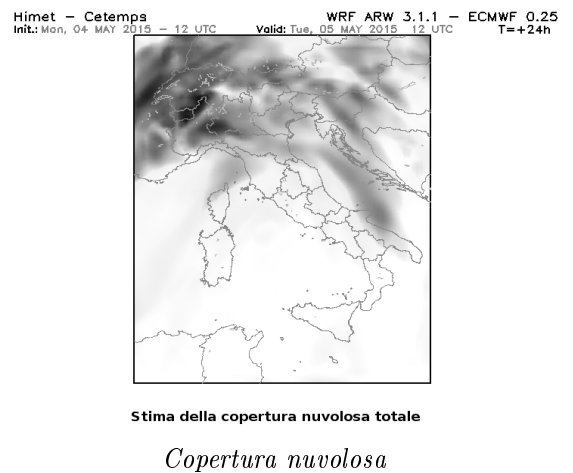 Himet – Cetemps WRF ARW 3.1.1 – ECMWF 0.25
Init.: Mon, 04 MAY 2015 – 12 UTC Valid: Tue, 05 MAY 2015 12 UTC T=+24h
Stima della copertura nuvolosa totale
Copertura nuvolosa